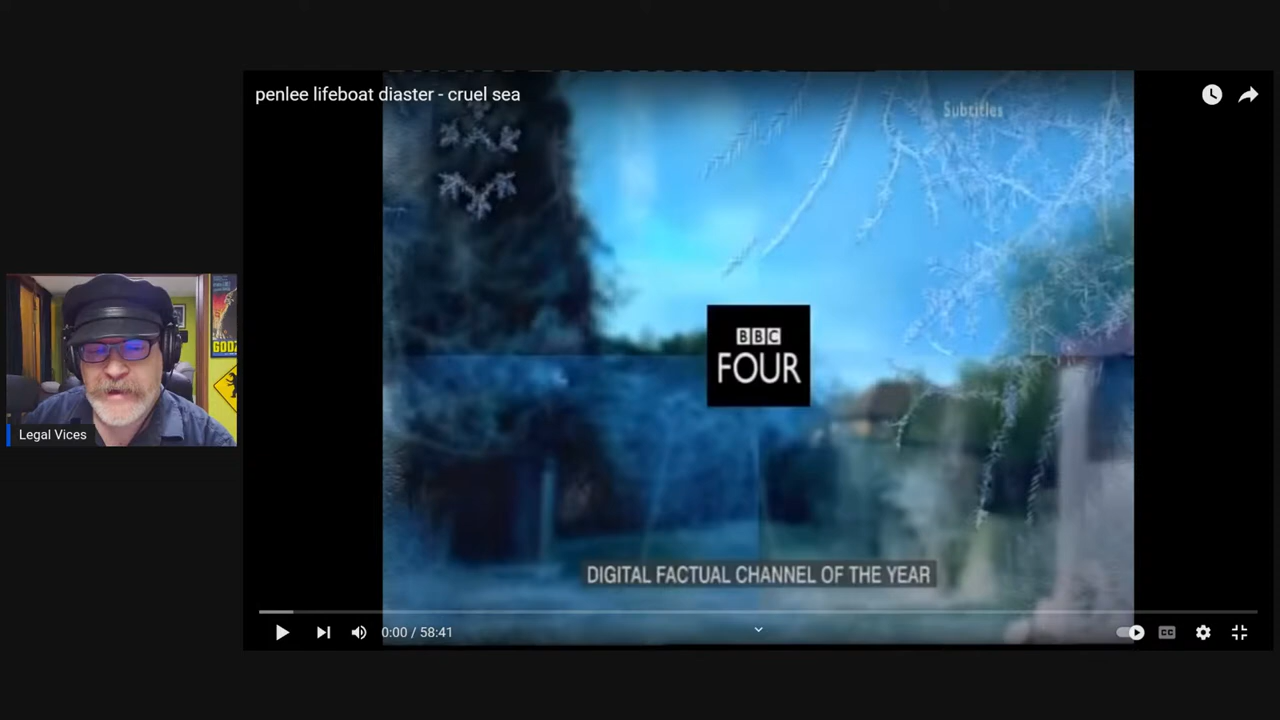 penlee lifeboat diaster - cruel sea
Subtitles
BBC
FOUR
GODZ
Legal Vices
DIGITAL FACTUAL CHANNEL OF THE YEAR
0:00 / 58:41
CC